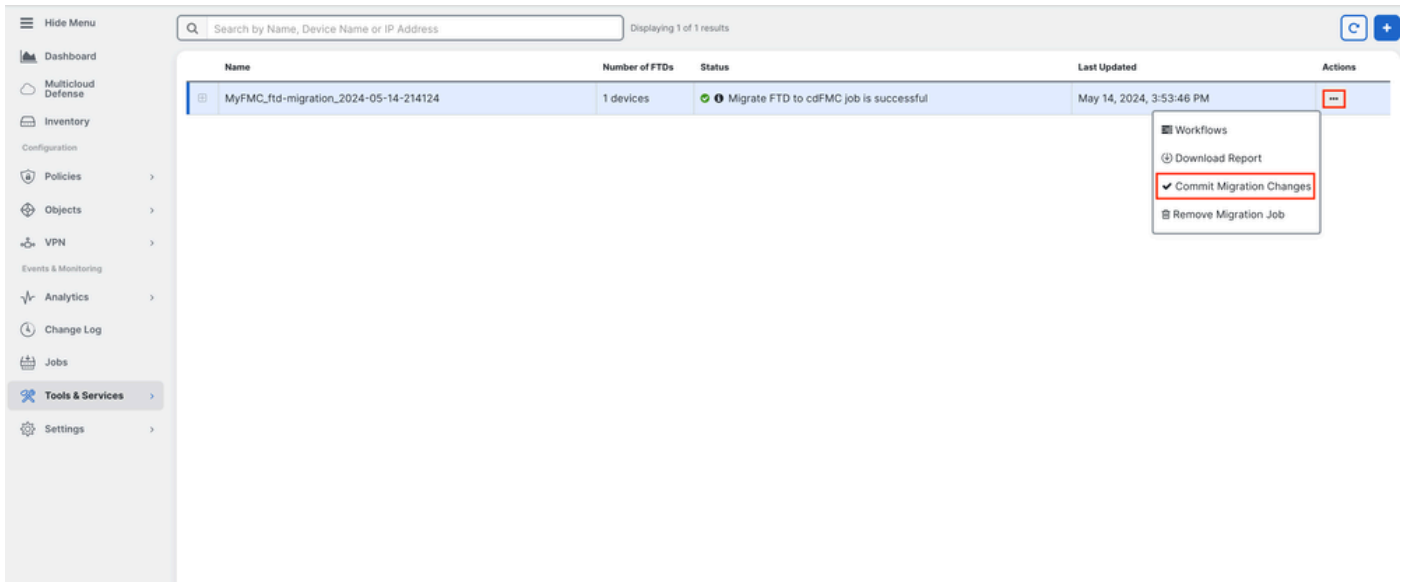 Hide Menu
Search by Name, Device Name or IP Address
Displaying 1 of 1 results
Dashboard
Multicloud
Defense
Inventory
Configuration
Policies
Objects
VPN
Events & Monitoring
Analytics
Change Log
Jobs
Tools & Services
Settings
Name Number of FTDs Status Last Updated Actions
MyFMC_ftd-migration_2024-05-14-214124 1 devices Migrate FTD to cdFMC job is successful May 14, 2024, 3:53:46 PM
Workflows
Download Report
Commit Migration Changes
Remove Migration Job